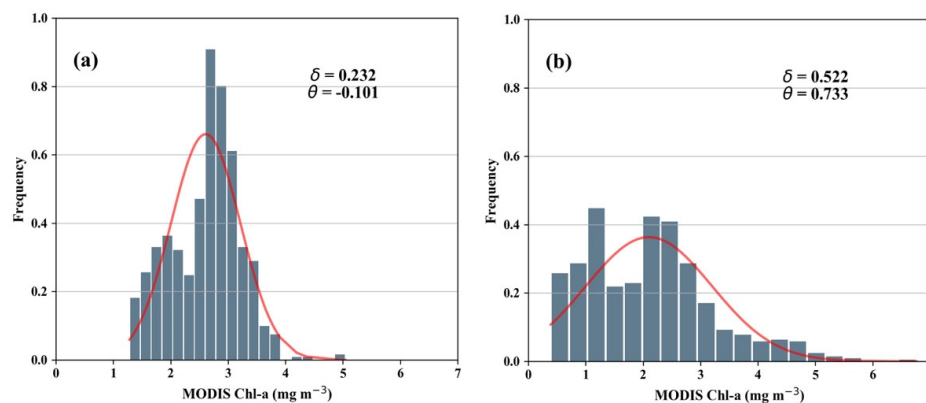 (a)
δ = 0.232
θ = -0.101
Frequency
1.0
0.8
0.6
0.4
0.2
0.0
0 1 2 3 4 5 6 7
MODIS Chl-a (mg m⁻³)
(b)
δ = 0.522
θ = 0.733
Frequency
1.0
0.8
0.6
0.4
0.2
0.0
0 1 2 3 4 5 6
MODIS Chl-a (mg m⁻³)